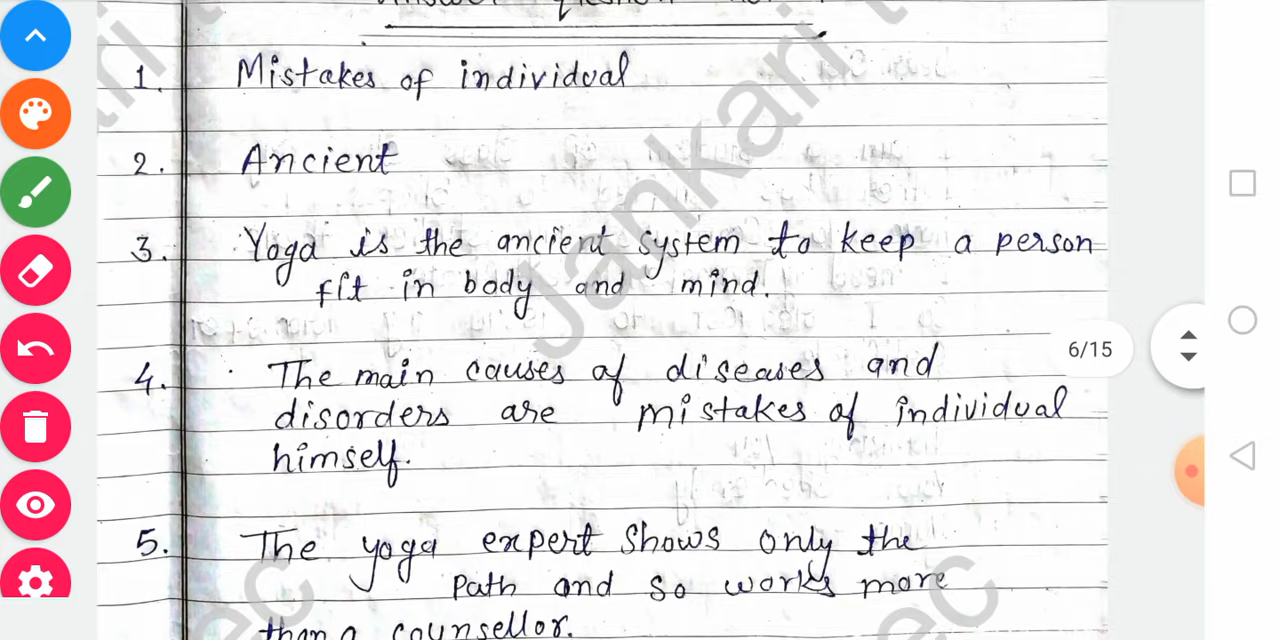 1. Mistakes of individual
2. Ancient
3. Yoga is the ancient system to keep a person
fit in body and mind.
4. The main causes of diseases and
disorders are mistakes of individual
himself.
6/15
5. The yoga expert shows only the
Path and so works more
than a counsellor.
Jankari